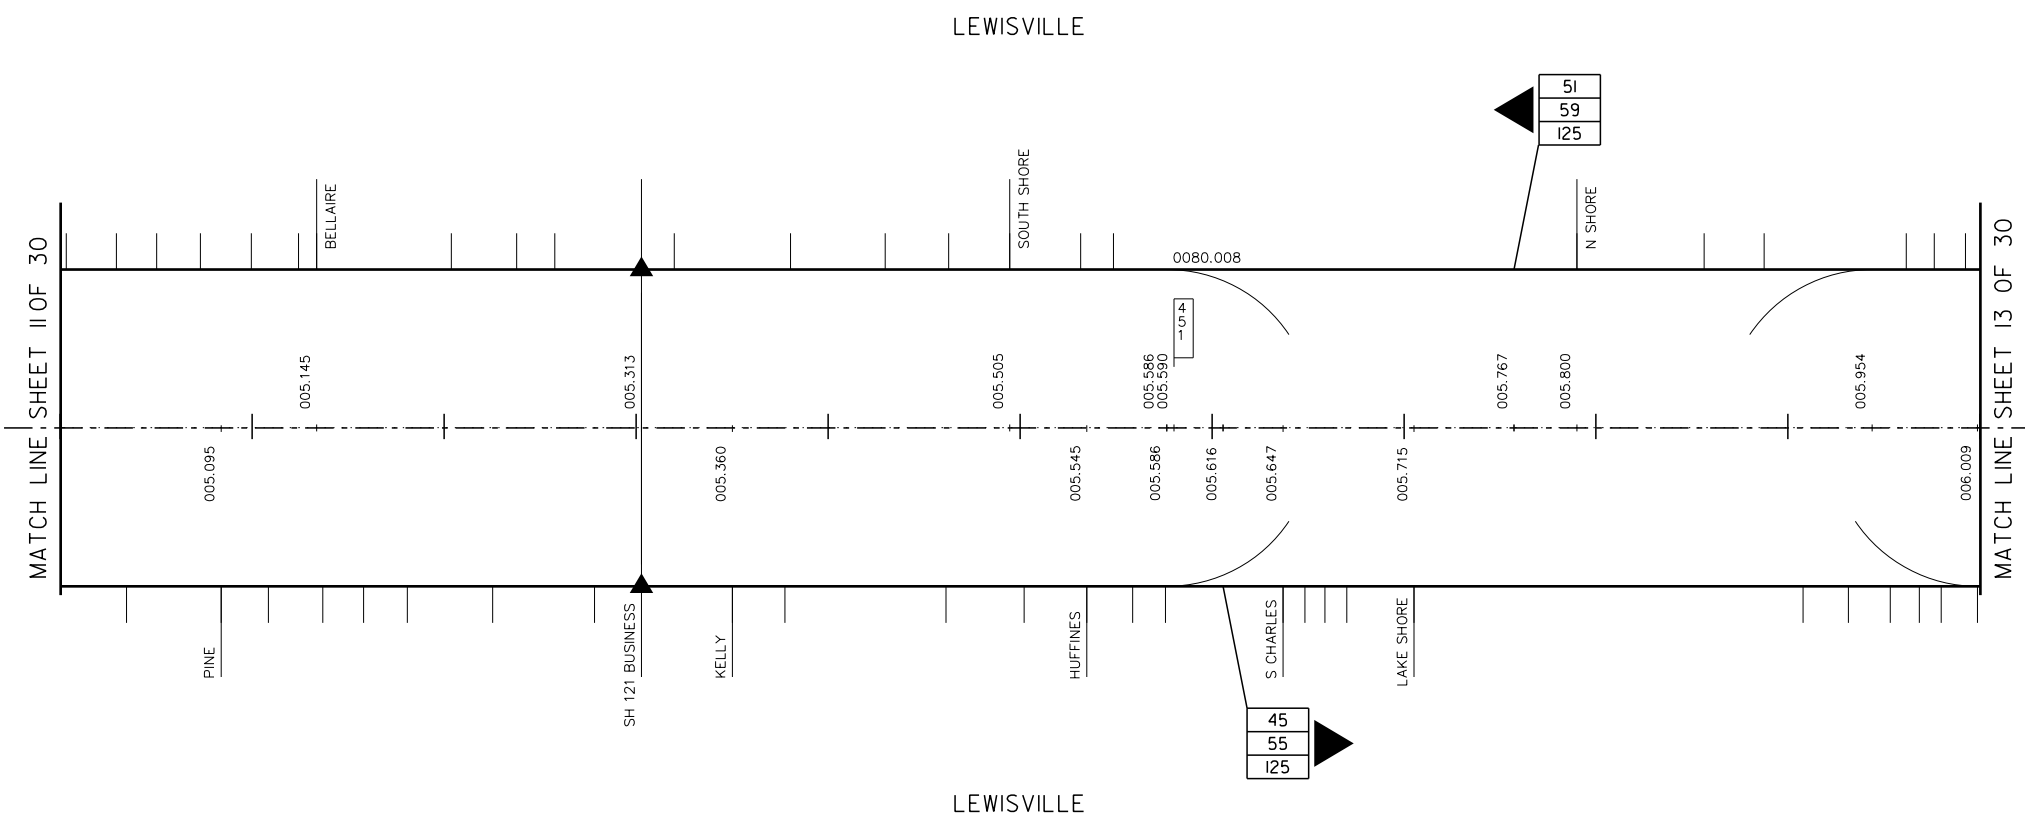 LEWISVILLE
51
59
125
MATCH LINE SHEET 11 OF 30
BELLAIRE
SOUTH SHORE
N SHORE
MATCH LINE SHEET 13 OF 30
0080.008
4
5
1
005.145
005.313
005.505
005.586
005.590
005.767
005.800
005.954
005.095
005.360
005.545
005.586
005.616
005.647
005.715
006.009
PINE
SH 121 BUSINESS
KELLY
HUFFINES
S CHARLES
LAKE SHORE
45
55
125
LEWISVILLE